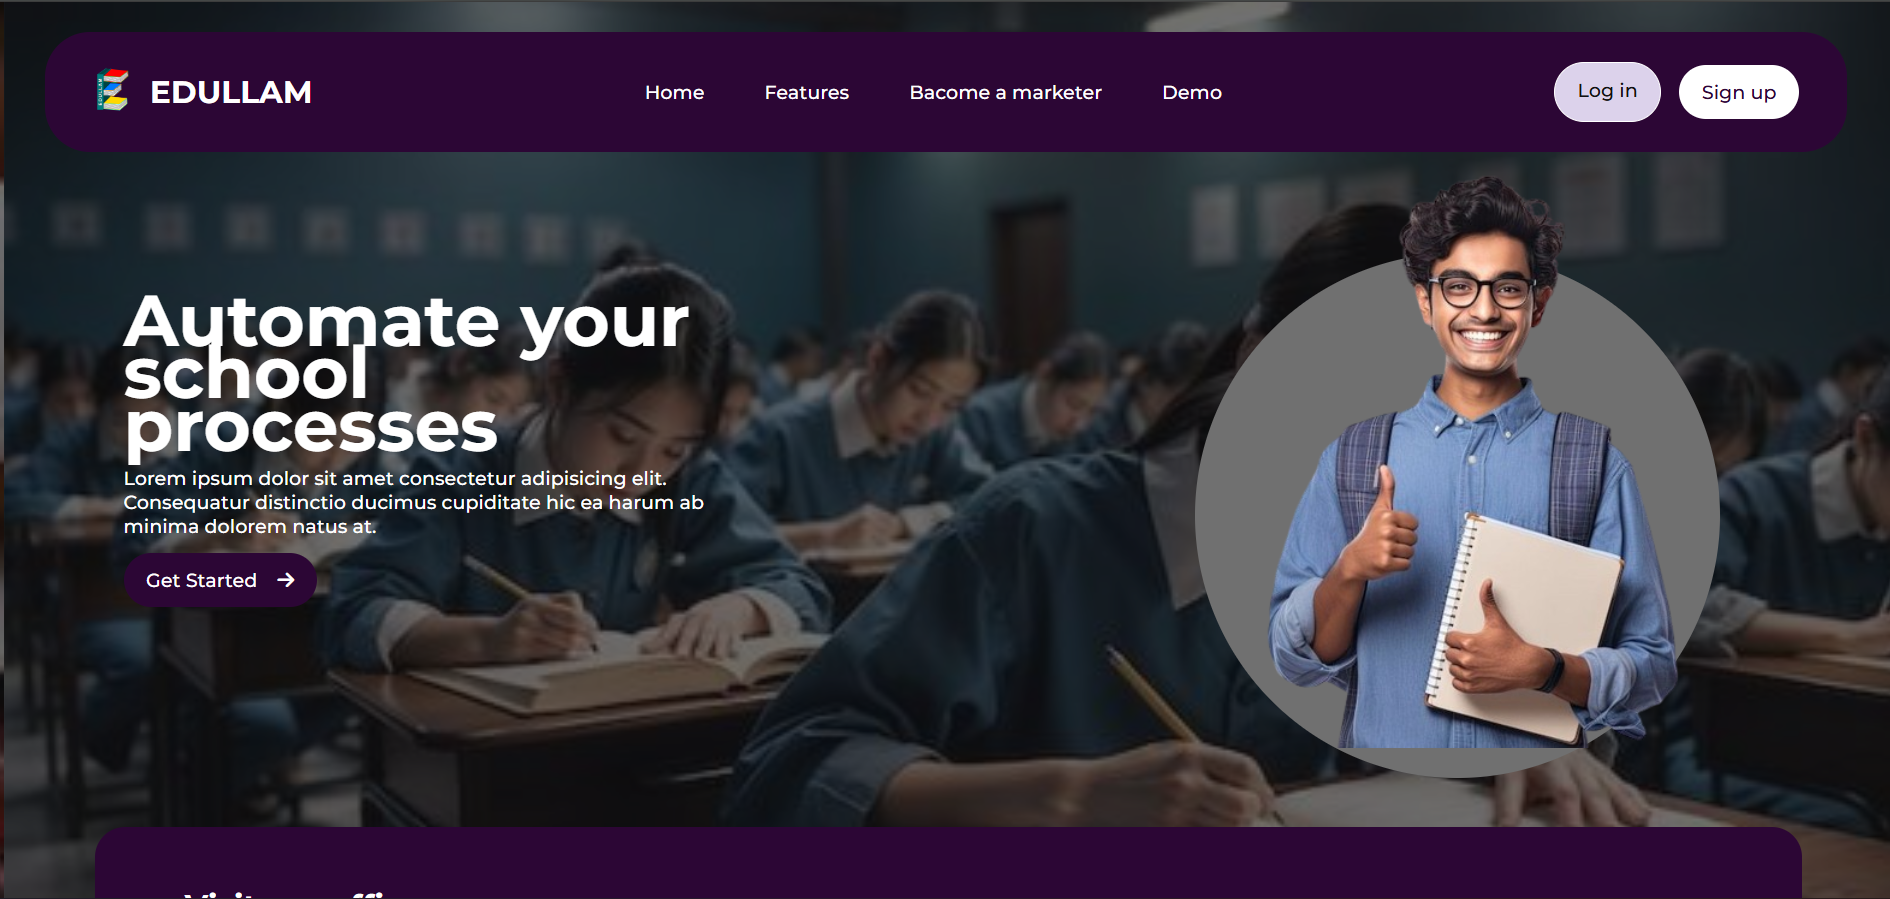 EDULLAM
Home
Features
Bacome a marketer
Demo
Log in
Sign up
Automate your
school
processes
Lorem ipsum dolor sit amet consectetur adipisicing elit.
Consequatur distinctio ducimus cupiditate hic ea harum ab
minima dolorem natus at.
Get Started